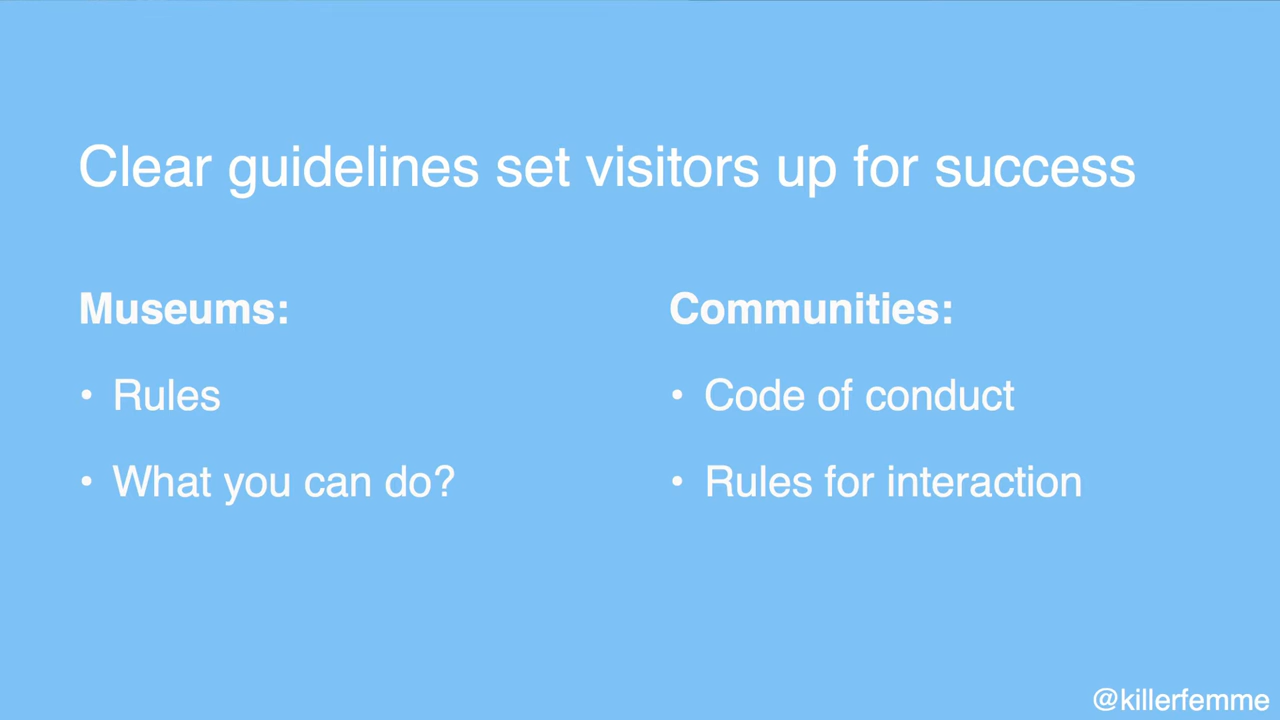 Clear guidelines set visitors up for success
Museums:
• Rules
• What you can do?
Communities:
• Code of conduct
• Rules for interaction
@killerfemme